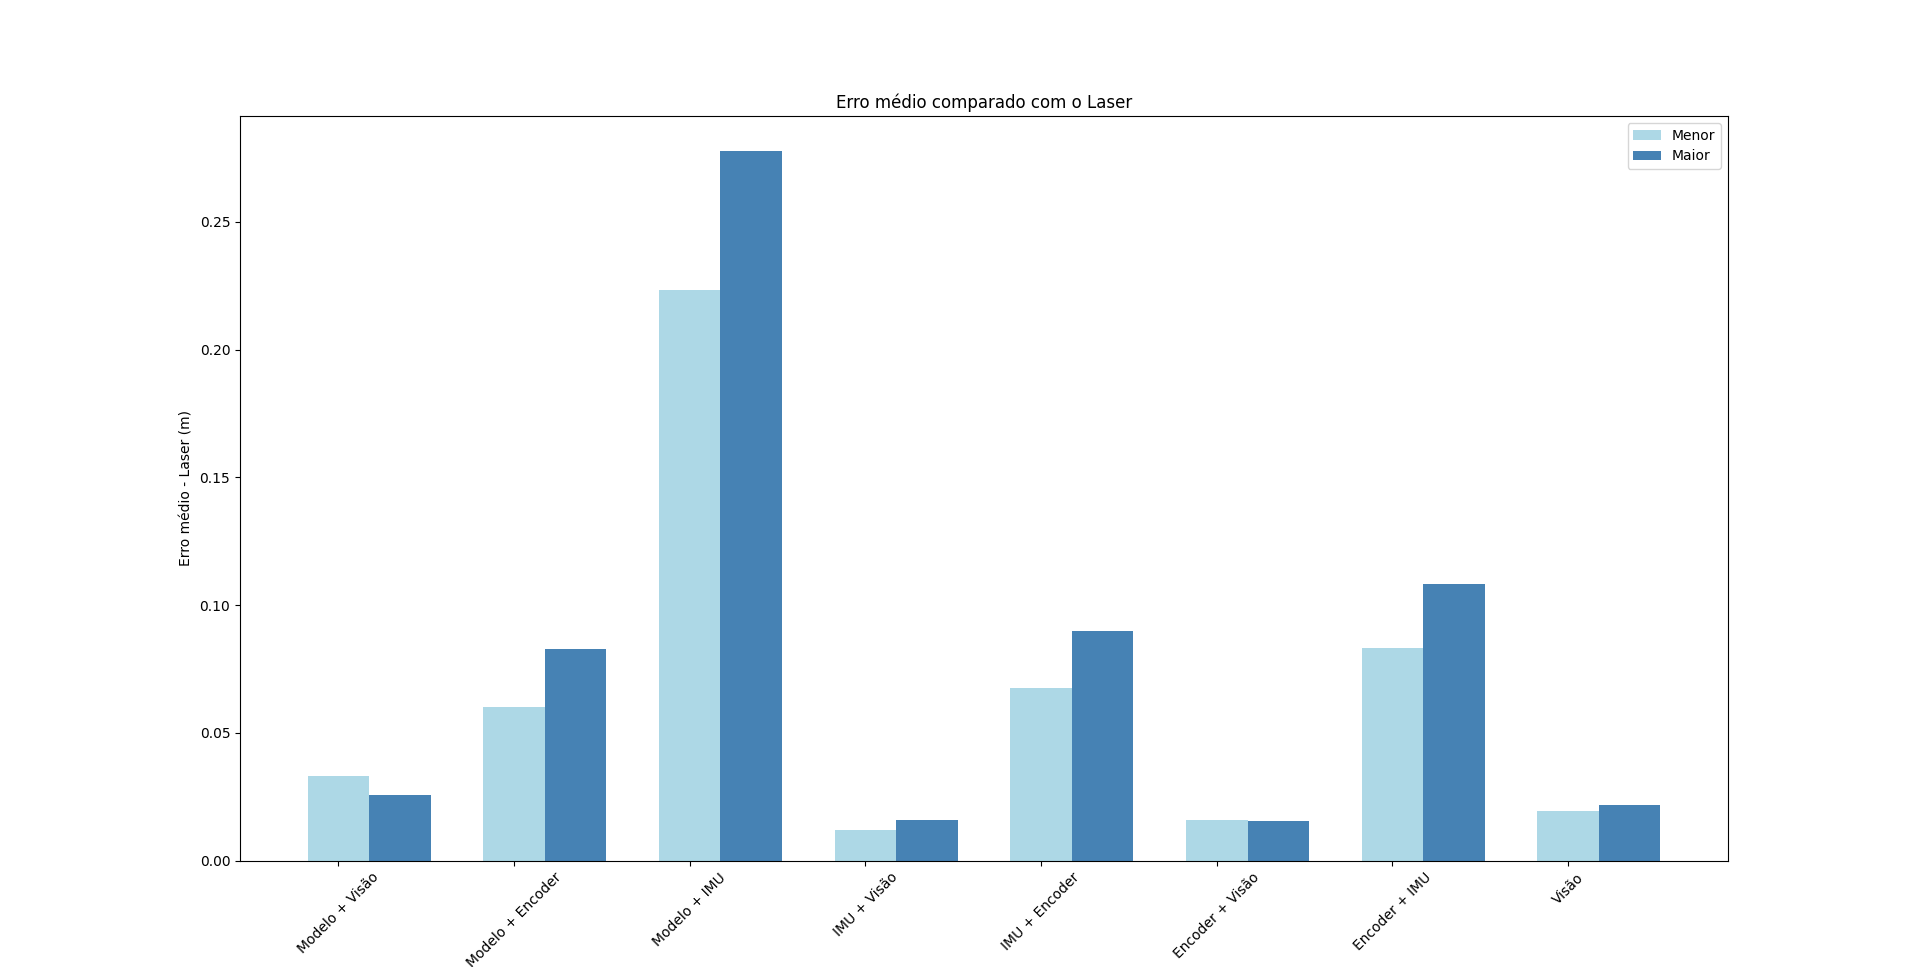 Erro médio comparado com o Laser
Menor
Maior
Erro médio - Laser (m)
0.25
0.20
0.15
0.10
0.05
0.00
Modelo + Visão
Modelo + Encoder
Modelo + IMU
IMU + Visão
IMU + Encoder
Encoder + Visão
Encoder + IMU
Visão